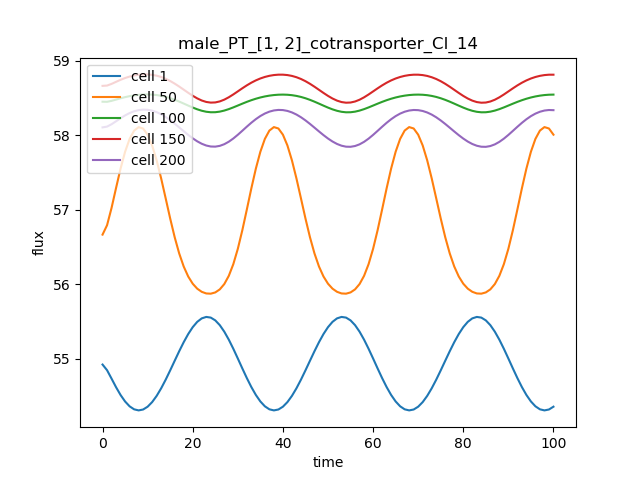 male_PT_[1, 2]_cotransporter_Cl_14
59
58
57
56
55
flux
cell 1
cell 50
cell 100
cell 150
cell 200
0
20
40
60
80
100
time